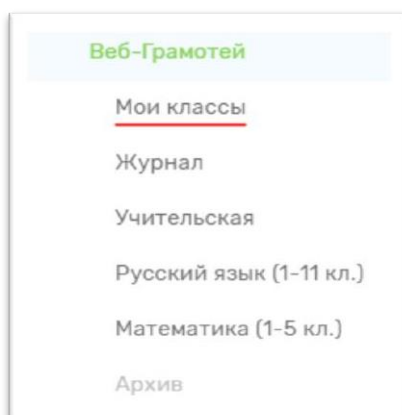 Веб-Грамотей
Мои классы
Журнал
Учительская
Русский язык (1-11 кл.)
Математика (1-5 кл.)
Архив